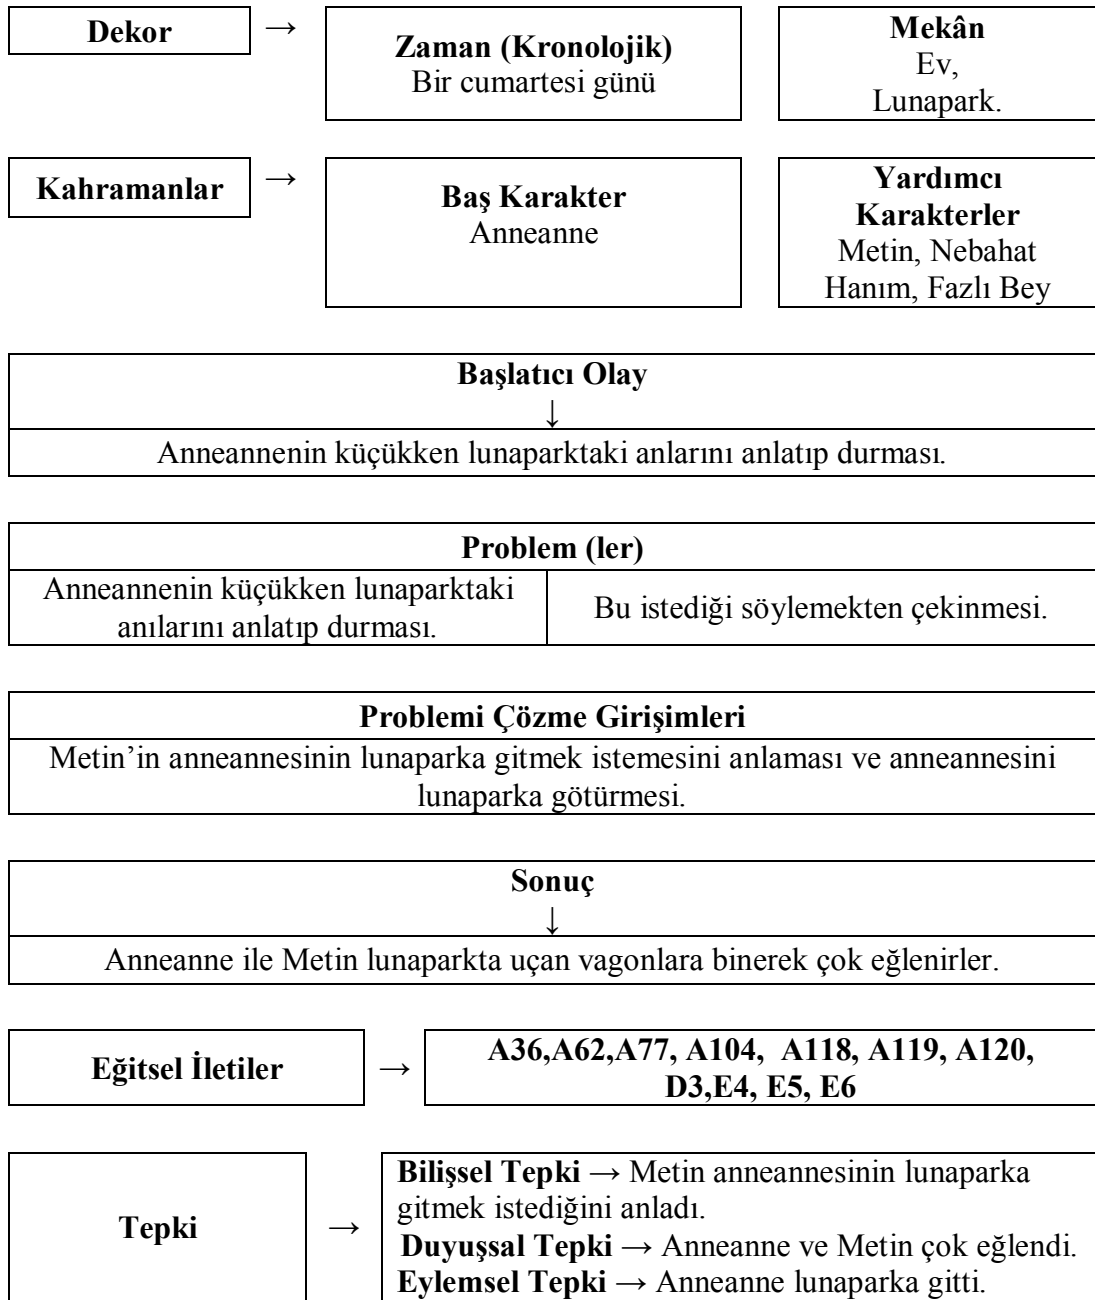 Dekor →
Zaman (Kronolojik)
Bir cumartesi günü
Mekân
Ev,
Lunapark.
Kahramanlar →
Baş Karakter
Anneanne
Yardımcı
Karakterler
Metin, Nebahat
Hanım, Fazlı Bey
Başlatıcı Olay
↓
Anneannenin küçükken lunaparktaki anlarını anlatıp durması.
Problem (ler)
Anneannenin küçükken lunaparktaki
anılarını anlatıp durması.
Bu istediği söylemekten çekinmesi.
Problemi Çözme Girişimleri
Metin’in anneannesinin lunaparka gitmek istemesini anlaması ve anneannesini
lunaparka götürmesi.
Sonuç
↓
Anneanne ile Metin lunaparkta uçan vagonlara binerek çok eğlenirler.
Eğitsel İletiler →
A36,A62,A77, A104, A118, A119, A120,
D3,E4, E5, E6
Tepki →
Bilişsel Tepki → Metin anneannesinin lunaparka
gitmek istediğini anladı.
Duyuşsal Tepki → Anneanne ve Metin çok eğlendi.
Eylemsel Tepki → Anneanne lunaparka gitti.